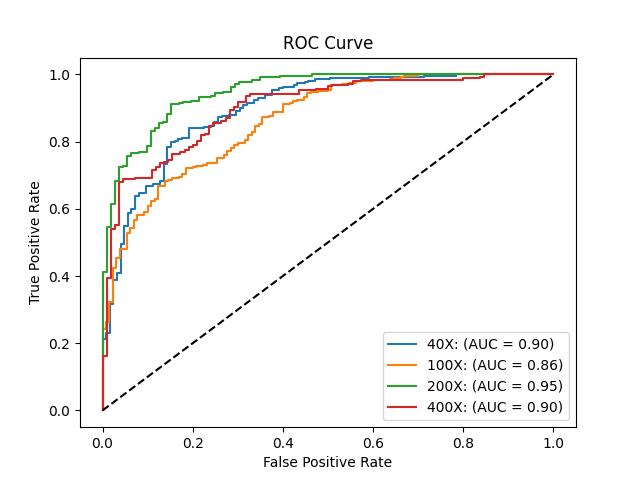 ROC Curve
1.0
0.8
0.6
0.4
0.2
0.0
True Positive Rate
40X: (AUC = 0.90)
100X: (AUC = 0.86)
200X: (AUC = 0.95)
400X: (AUC = 0.90)
0.0 0.2 0.4 0.6 0.8 1.0
False Positive Rate